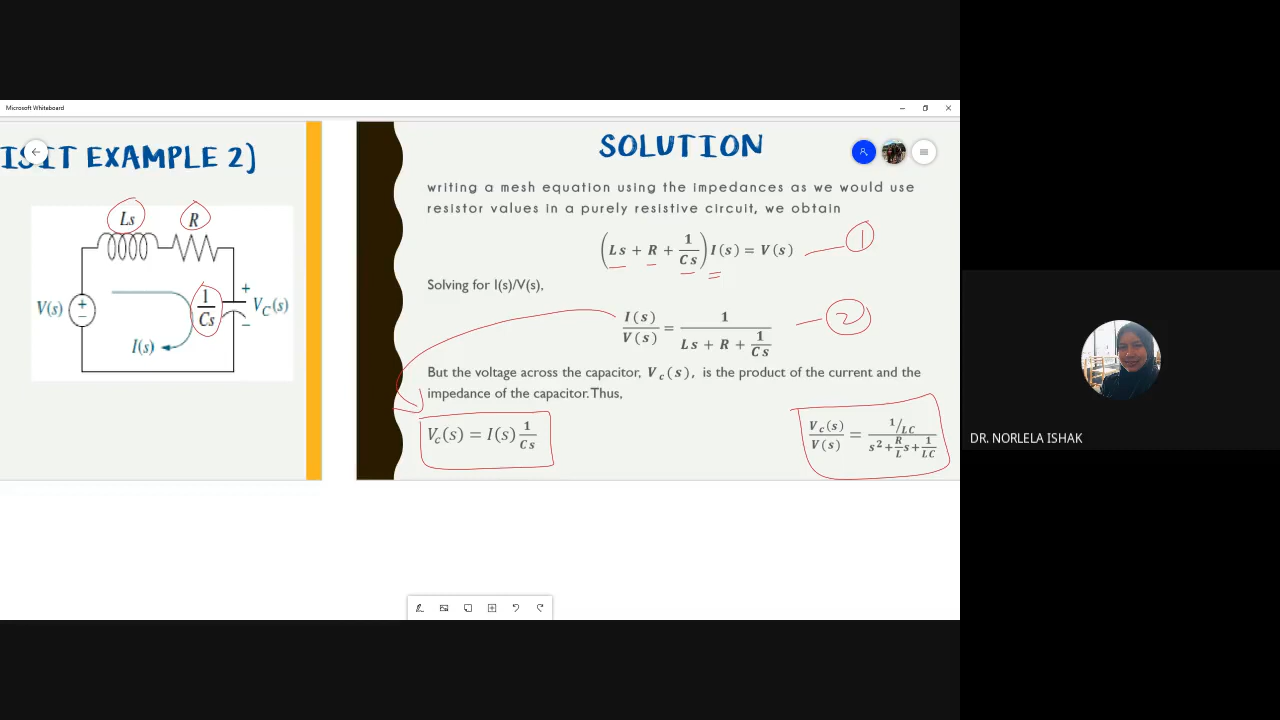 Microsoft Whiteboard
ISIT EXAMPLE 2)
Ls
R
V(s)
+
−
1/Cs
+
V_C(s)
−
I(s)
SOLUTION
writing a mesh equation using the impedances as we would use
resistor values in a purely resistive circuit, we obtain
(Ls + R + 1/Cs) I(s) = V(s)
1
Solving for I(s)/V(s),
I(s)/V(s) = 1/(Ls + R + 1/Cs)
2
But the voltage across the capacitor, V_c(s), is the product of the current and the
impedance of the capacitor. Thus,
V_c(s) = I(s) 1/Cs
V_c(s)/V(s) = (1/LC)/(s² + R/L s + 1/LC)
DR. NORLELA ISHAK